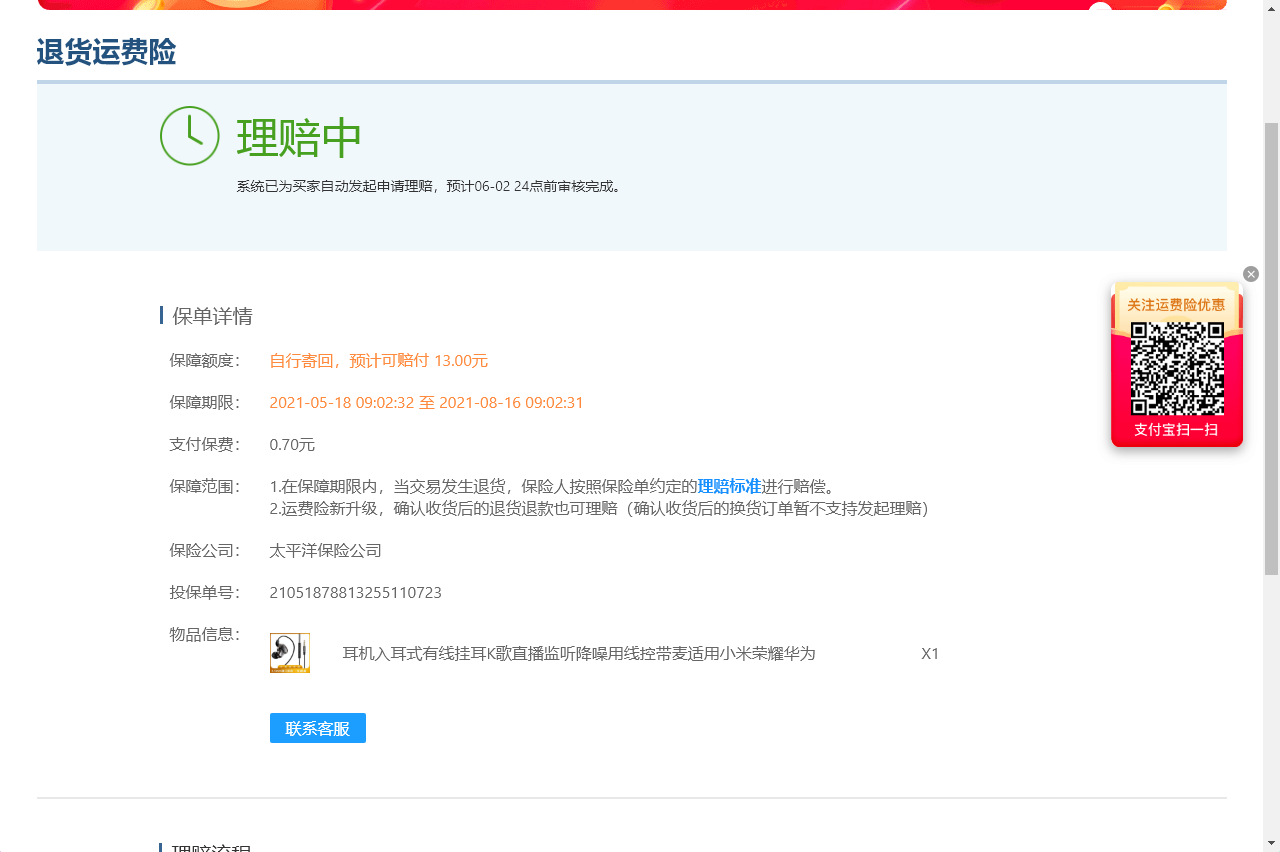 退货运费险
理赔中
系统已为买家自动发起申请理赔，预计06-02 24点前审核完成。
关注运费险优惠
支付宝扫一扫
保单详情
保障额度： 自行寄回，预计可赔付 13.00元
保障期限： 2021-05-18 09:02:32 至 2021-08-16 09:02:31
支付保费： 0.70元
保障范围： 1.在保障期限内，当交易发生退货，保险人按照保险单约定的理赔标准进行赔偿。
2.运费险新升级，确认收货后的退货退款也可理赔（确认收货后的换货订单暂不支持发起理赔）
保险公司： 太平洋保险公司
投保单号： 21051878813255110723
物品信息： 耳机入耳式有线挂耳K歌直播监听降噪用线控带麦适用小米荣耀华为 X1
联系客服
理赔流程